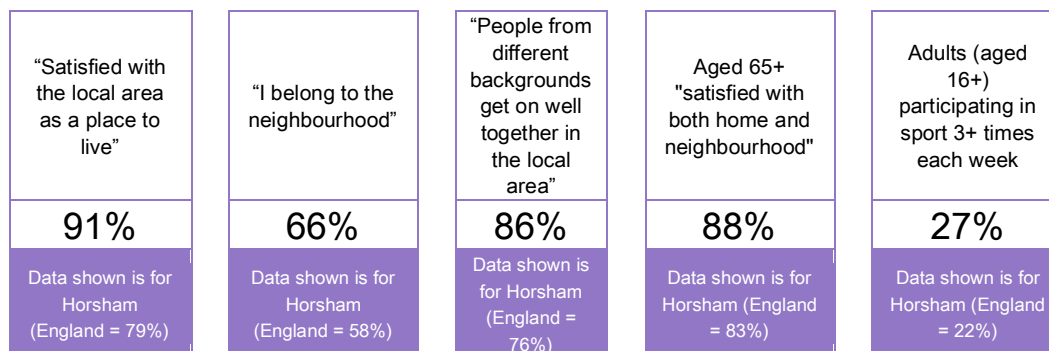 “Satisfied with
the local area
as a place to
live”
91%
Data shown is for
Horsham
(England = 79%)
“I belong to the
neighbourhood”
66%
Data shown is for
Horsham
(England = 58%)
“People from
different
backgrounds
get on well
together in
the local
area”
86%
Data shown is
for Horsham
(England =
76%)
Aged 65+
"satisfied with
both home and
neighbourhood"
88%
Data shown is for
Horsham (England
= 83%)
Adults (aged
16+)
participating in
sport 3+ times
each week
27%
Data shown is for
Horsham (England
= 22%)